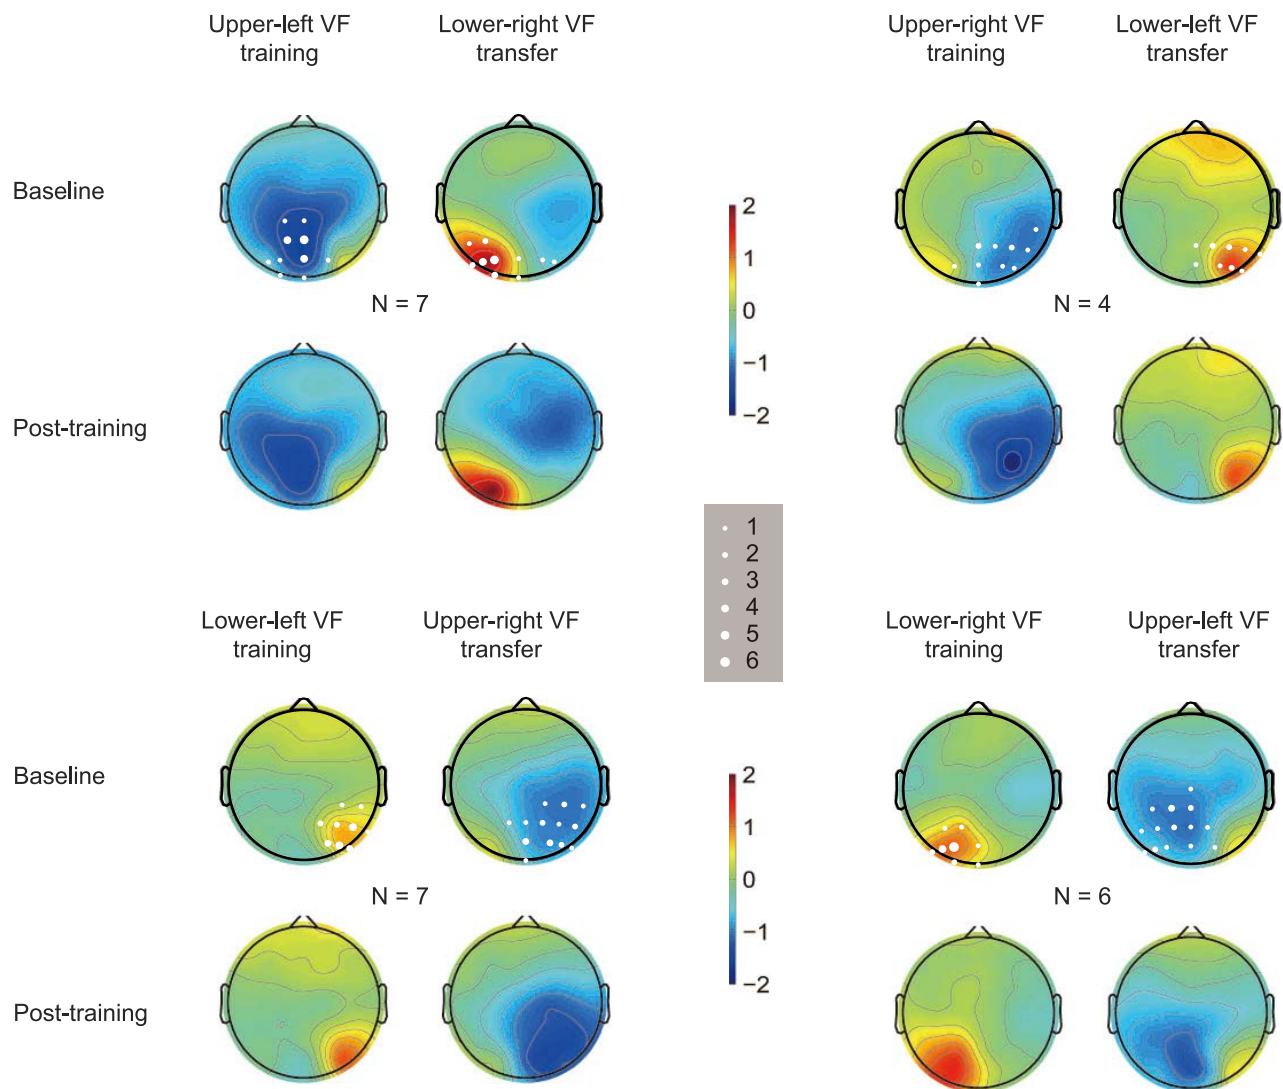 Upper-left VF
training
Lower-right VF
transfer
Upper-right VF
training
Lower-left VF
transfer
Baseline
2
1
0
−1
−2
N = 7
N = 4
Post-training
1
2
3
4
5
6
Lower-left VF
training
Upper-right VF
transfer
Lower-right VF
training
Upper-left VF
transfer
Baseline
2
1
0
−1
−2
N = 7
N = 6
Post-training